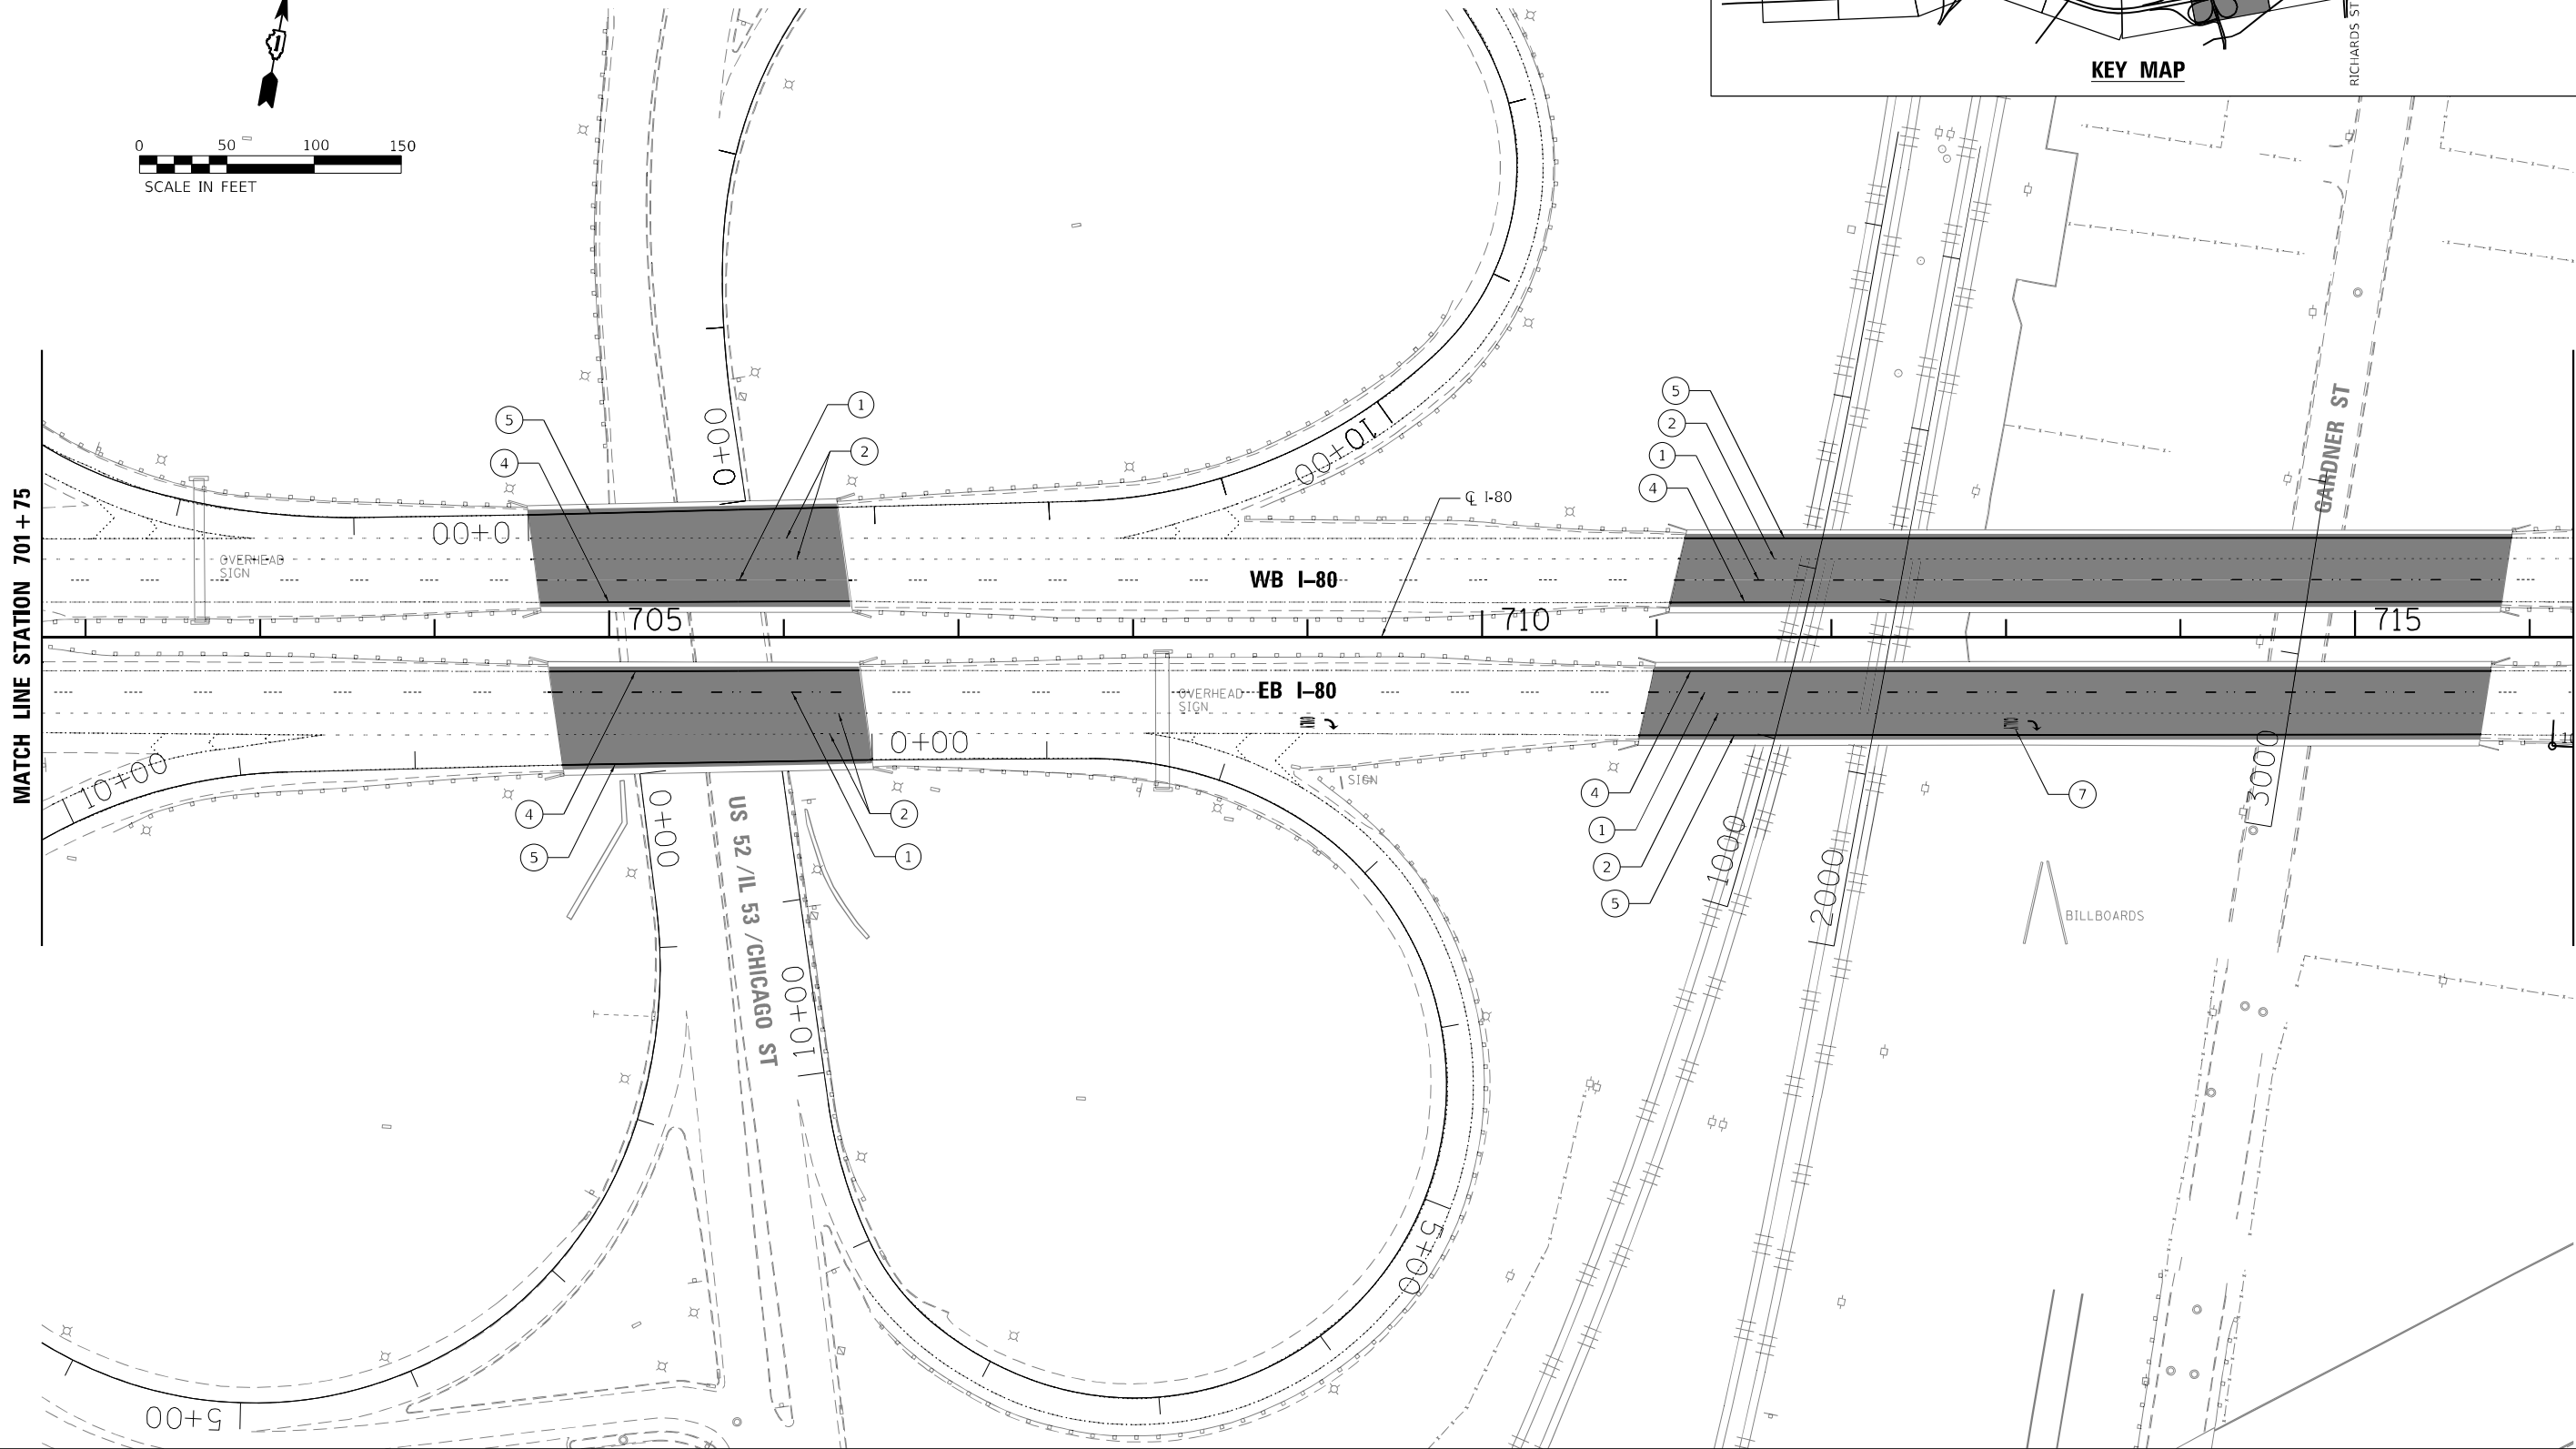 RICHARDS ST
KEY MAP
0 50 100 150
SCALE IN FEET
MATCH LINE STATION 701+75
5
4
1
2
0+00
10+00
℄ I-80
5
2
1
4
GARDNER ST
0+00
OVERHEAD
SIGN
WB I-80
705
710
715
OVERHEAD
SIGN
EB I-80
0+00
10+00
SIGN
4
5
2
1
0+00
US 52 /IL 53 /CHICAGO ST
10+00
4
1
2
5
1000
2000
7
3000
BILLBOARDS
5+00
5+00